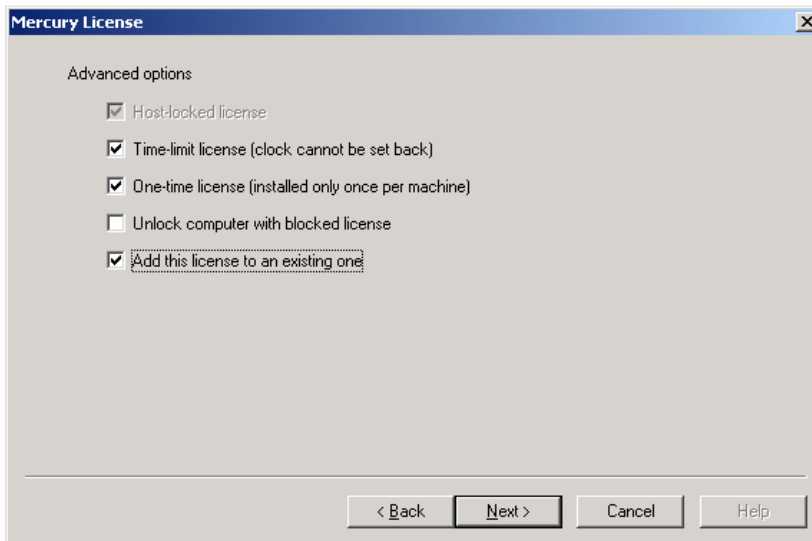 Mercury License
Advanced options
Host-locked license
Time-limit license (clock cannot be set back)
One-time license (installed only once per machine)
Unlock computer with blocked license
Add this license to an existing one
< Back Next > Cancel Help